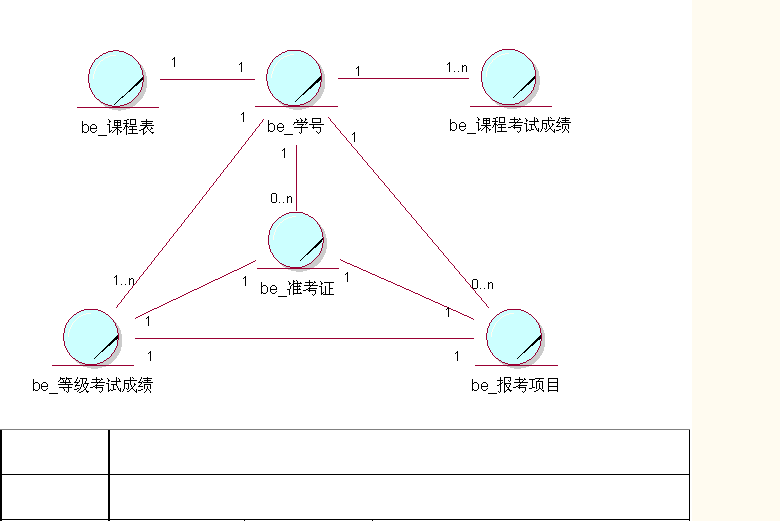 1 1 1 1..n
be_课程表 be_学号 be_课程考试成绩
1 1 1
0..n
1..n be_准考证 0..n
1 1
1 1
1 1
be_等级考试成绩 be_报考项目